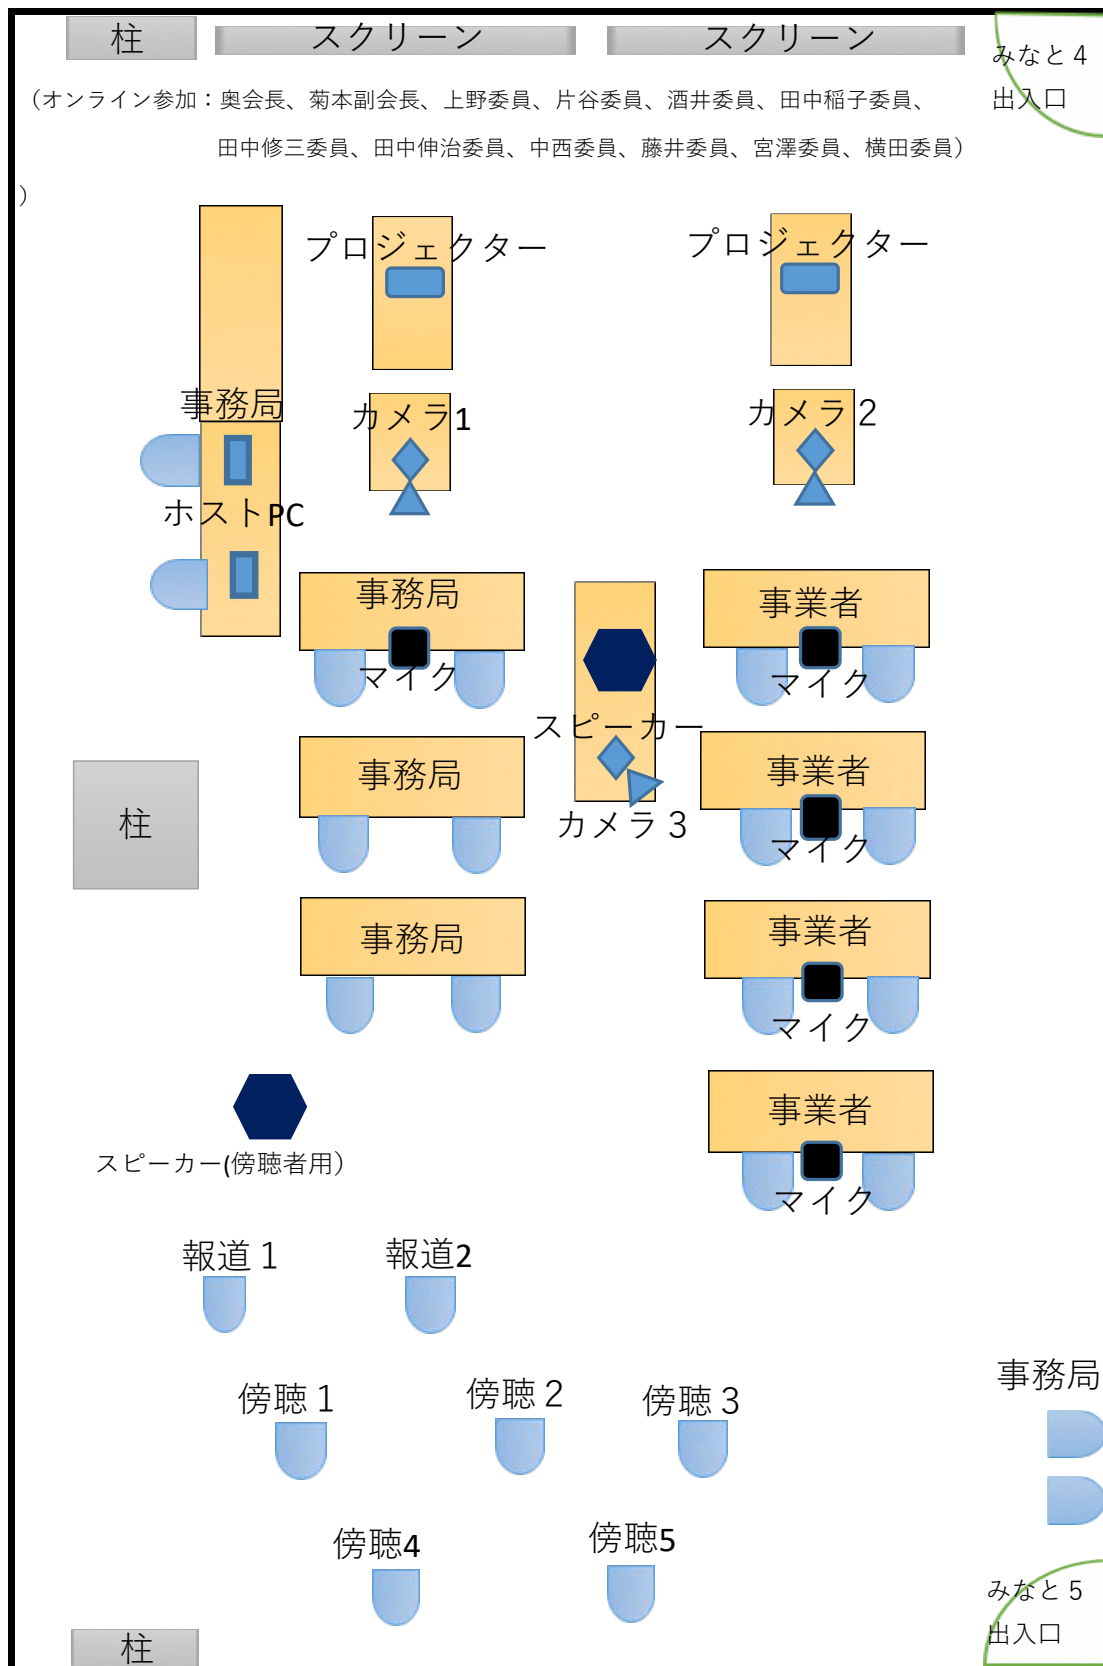 柱
スクリーン
スクリーン
みなと4
出入口
（オンライン参加：奥会長、菊本副会長、上野委員、片谷委員、酒井委員、田中稲子委員、
田中修三委員、田中伸治委員、中西委員、藤井委員、宮澤委員、横田委員）
）
プロジェクター
プロジェクター
事務局
カメラ1
カメラ２
ホストPC
事務局
マイク
事業者
マイク
スピーカー
事務局
事業者
マイク
柱
カメラ３
事務局
事業者
マイク
事業者
マイク
スピーカー(傍聴者用）
報道１
報道2
傍聴１
傍聴２
傍聴３
事務局
傍聴4
傍聴5
みなと5
出入口
柱